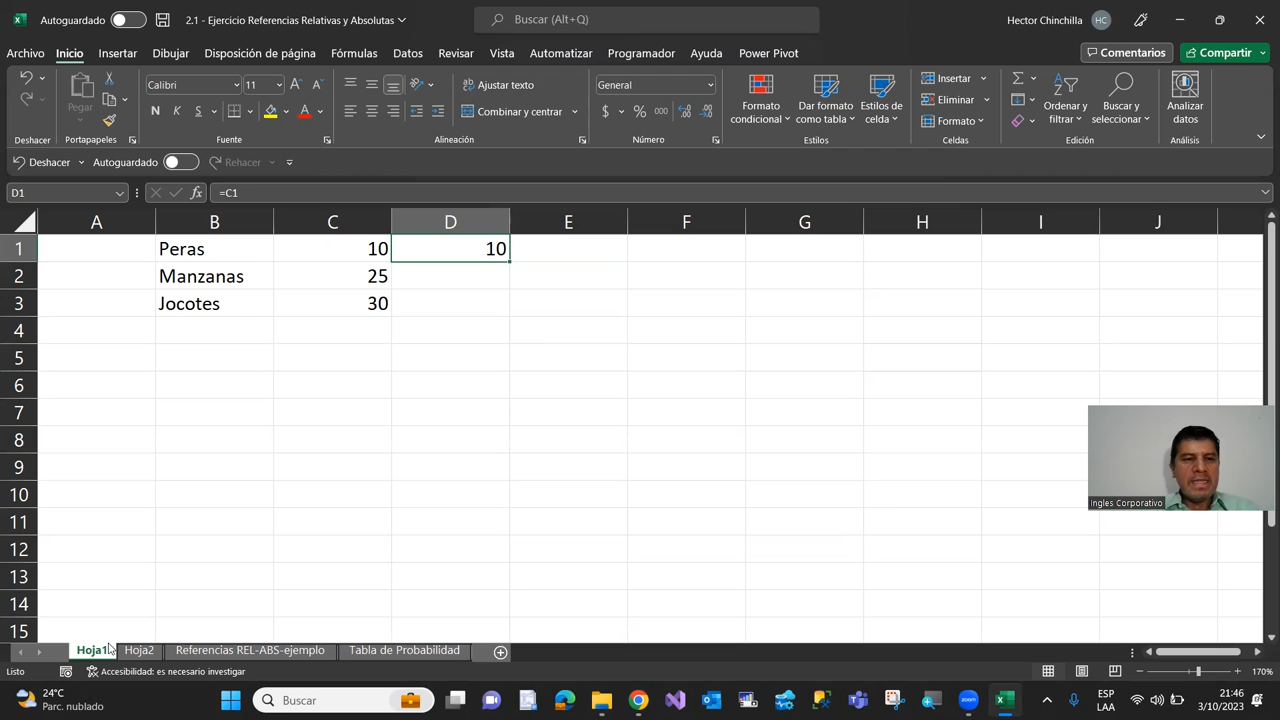 Autoguardado
2.1 - Ejercicio Referencias Relativas y Absolutas
Buscar (Alt+Q)
Hector Chinchilla
HC
Archivo
Inicio
Insertar
Dibujar
Disposición de página
Fórmulas
Datos
Revisar
Vista
Automatizar
Programador
Ayuda
Power Pivot
Comentarios
Compartir
Calibri
11
Ajustar texto
General
Insertar
Pegar
N K S
Combinar y centrar
$ % 000
Formato condicional
Dar formato como tabla
Estilos de celda
Eliminar
Formato
Ordenar y filtrar
Buscar y seleccionar
Analizar datos
Deshacer
Portapapeles
Fuente
Alineación
Número
Estilos
Celdas
Edición
Análisis
Deshacer
Autoguardado
Rehacer
D1
fx
=C1
A B C D E F G H I J
1 Peras 10 10
2 Manzanas 25
3 Jocotes 30
4
5
6
7
8
9
10
11
12
13
14
15
Ingles Corporativo
Hoja1
Hoja2
Referencias REL-ABS-ejemplo
Tabla de Probabilidad
Listo
Accesibilidad: es necesario investigar
170%
24°C
Parc. nublado
Buscar
zoom
ESP
LAA
21:46
3/10/2023